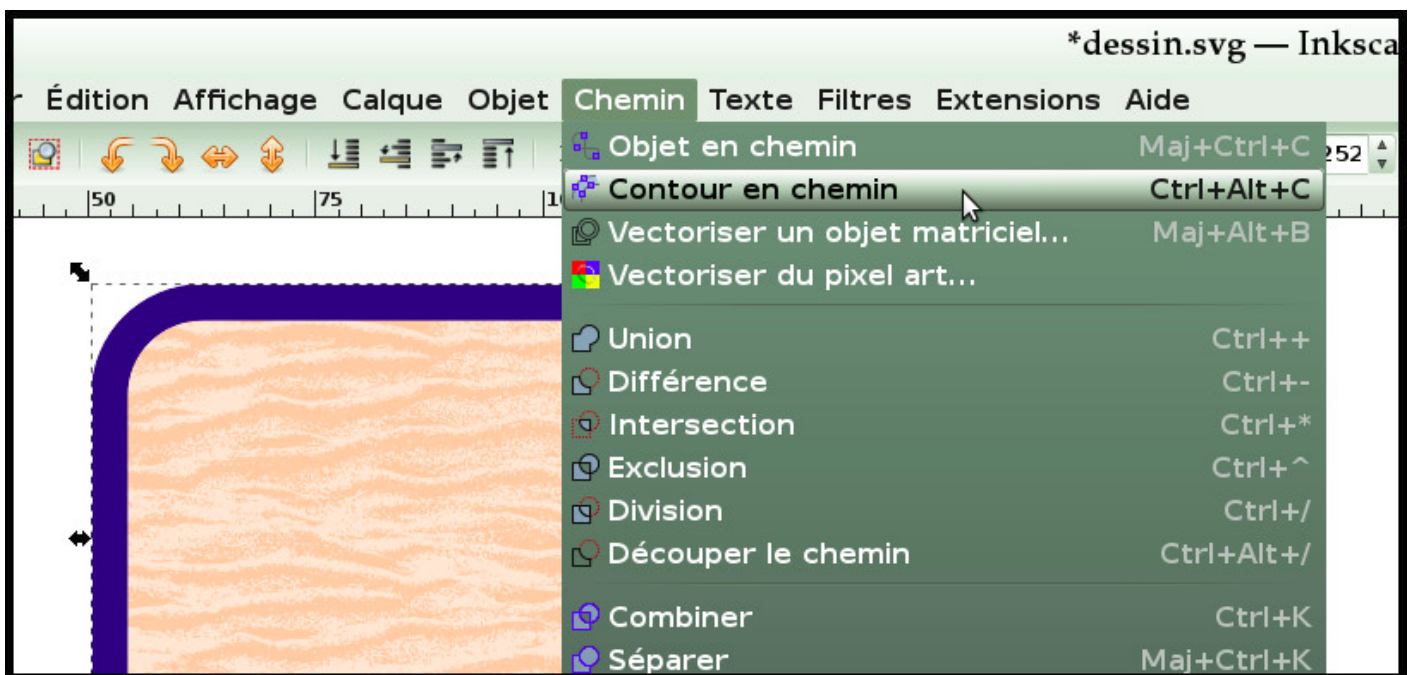 *dessin.svg — Inksca
r Édition Affichage Calque Objet Chemin Texte Filtres Extensions Aide
Objet en chemin Maj+Ctrl+C 252
50 75 1
Contour en chemin Ctrl+Alt+C
Vectoriser un objet matriciel... Maj+Alt+B
Vectoriser du pixel art...
Union Ctrl++
Différence Ctrl+-
Intersection Ctrl+*
Exclusion Ctrl+^
Division Ctrl+/
Découper le chemin Ctrl+Alt+/
Combiner Ctrl+K
Séparer Maj+Ctrl+K